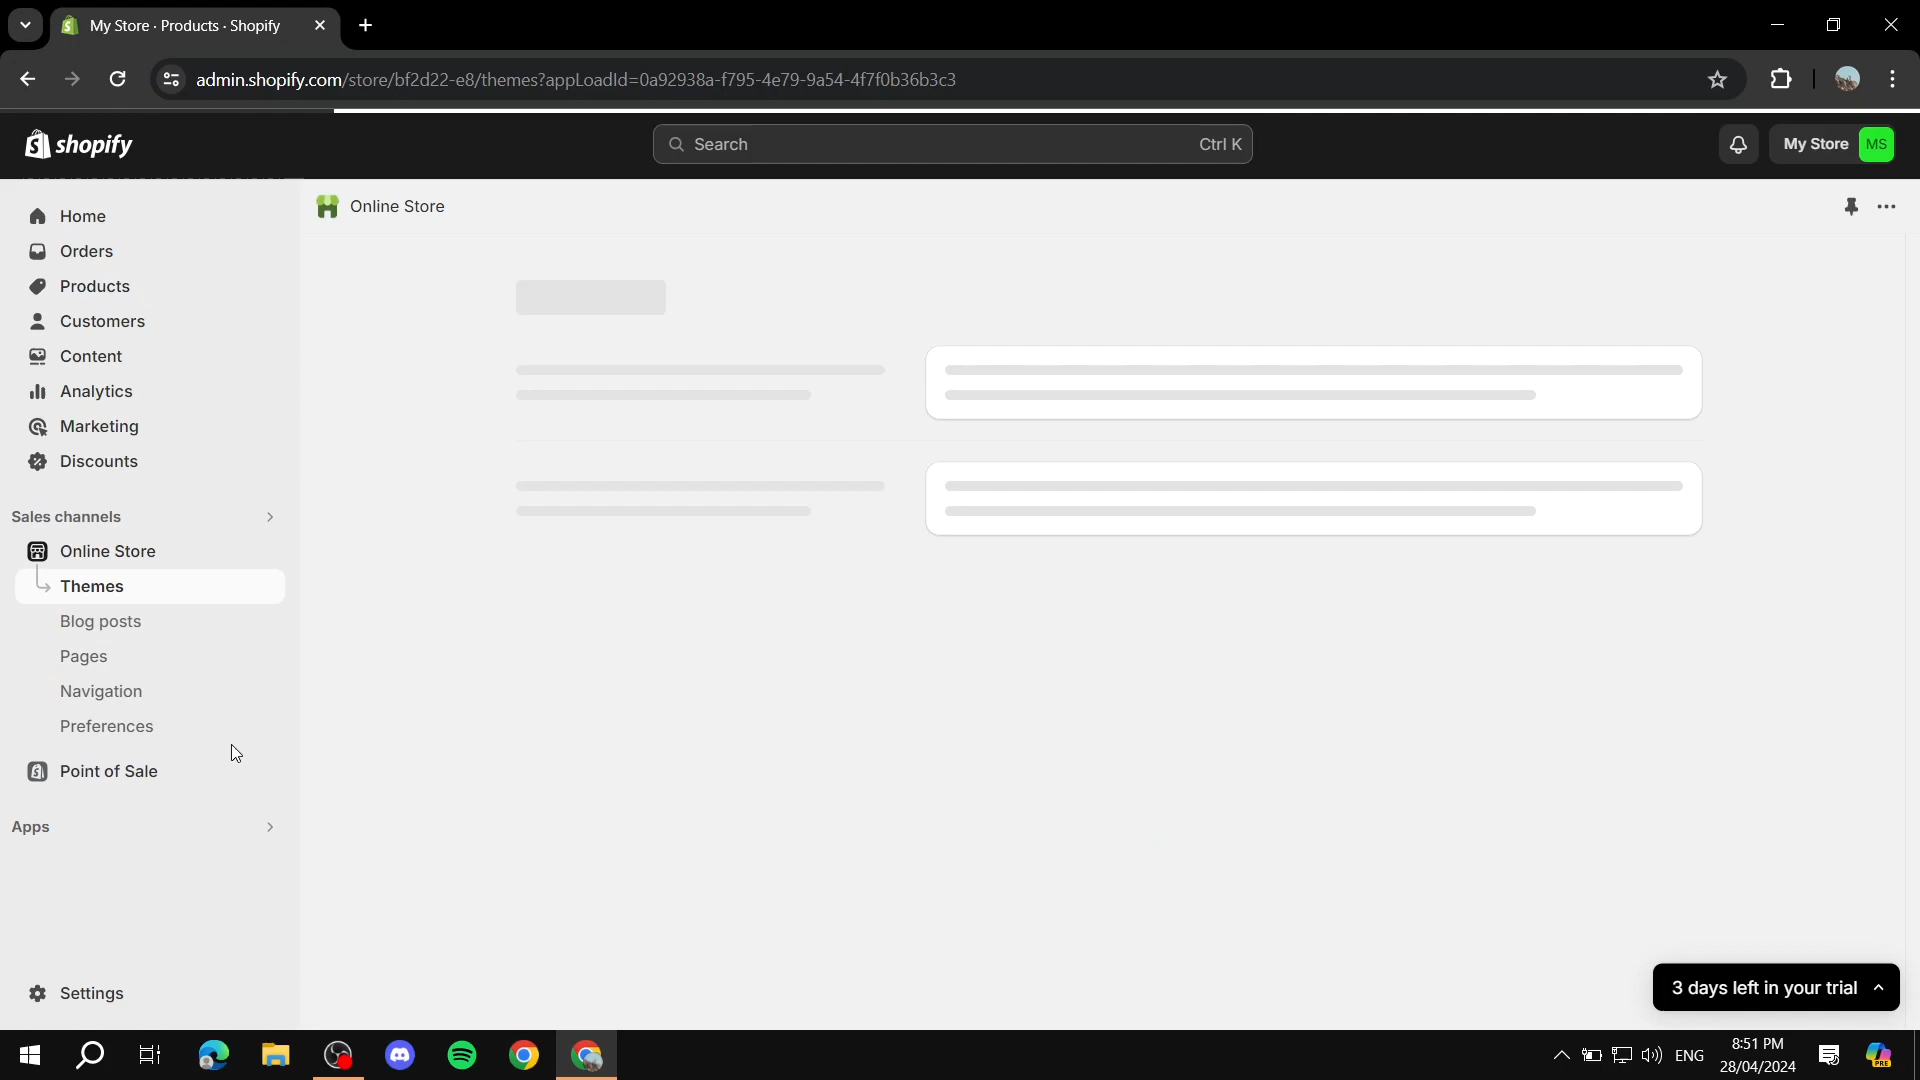 My Store · Products · Shopify
admin.shopify.com/store/bf2d22-e8/themes?appLoadId=0a92938a-f795-4e79-9a54-4f7f0b36b3c3
shopify
Search
Ctrl K
My Store
MS
Home
Online Store
Orders
Products
Customers
Content
Analytics
Marketing
Discounts
Sales channels
Online Store
Themes
Blog posts
Pages
Navigation
Preferences
Point of Sale
Apps
Settings
3 days left in your trial
ENG
8:51 PM
28/04/2024
PRE